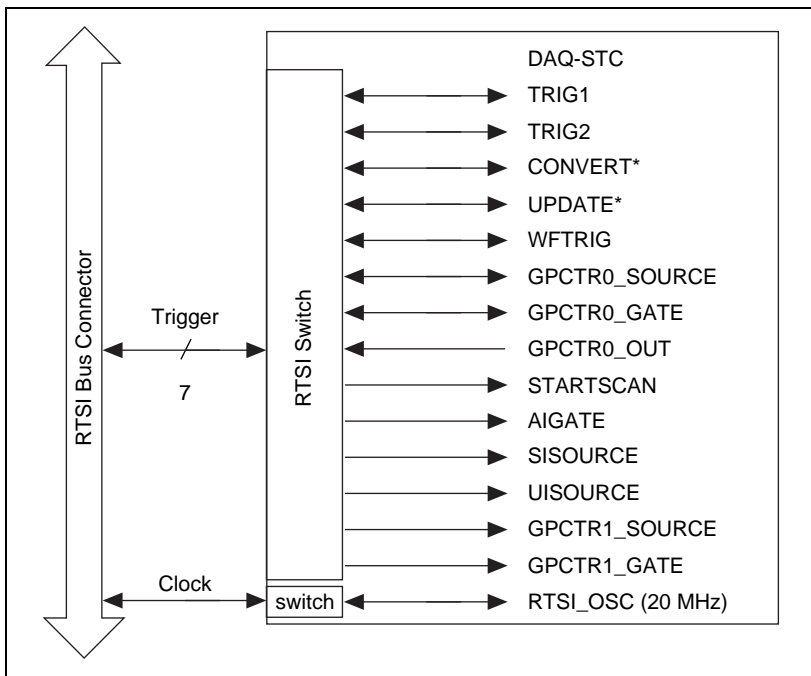 DAQ-STC
TRIG1
TRIG2
CONVERT*
UPDATE*
WFTRIG
GPCTR0_SOURCE
GPCTR0_GATE
GPCTR0_OUT
STARTSCAN
AIGATE
SISOURCE
UISOURCE
GPCTR1_SOURCE
GPCTR1_GATE
RTSI_OSC (20 MHz)
RTSI Switch
switch
Trigger
7
Clock
RTSI Bus Connector